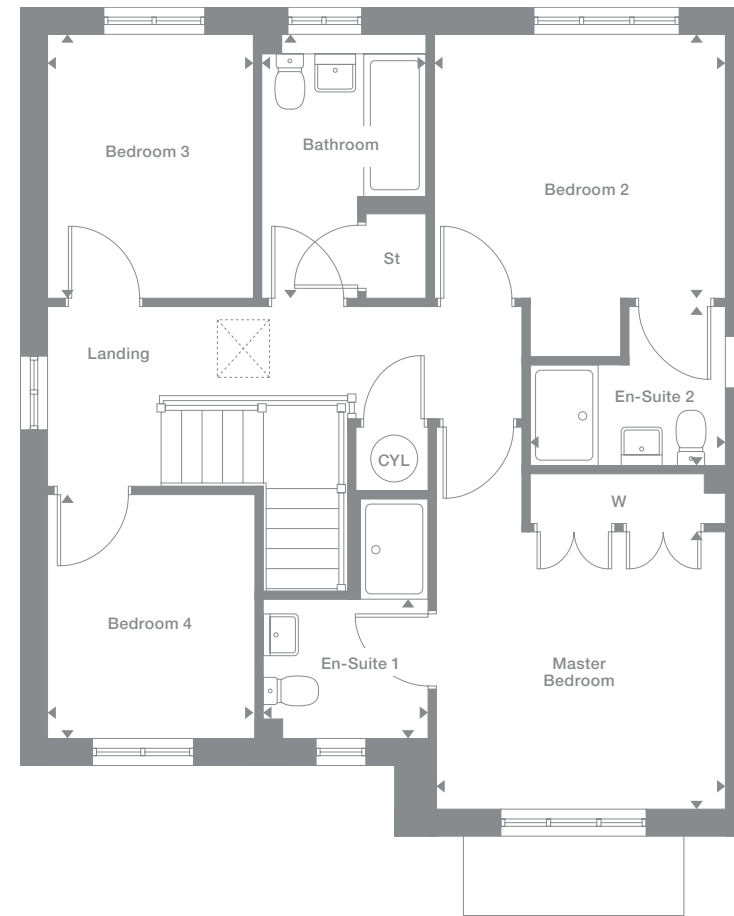 Bedroom 3
Bathroom
Bedroom 2
St
Landing
En-Suite 2
CYL
W
Bedroom 4
En-Suite 1
Master
Bedroom